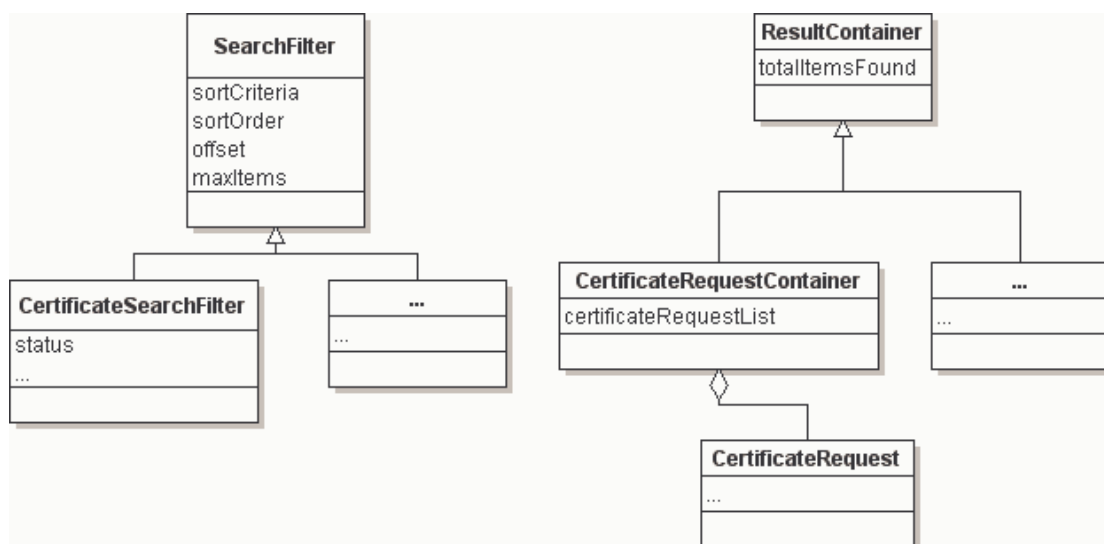 SearchFilter
sortCriteria
sortOrder
offset
maxItems
CertificateSearchFilter
status
...
...
...
ResultContainer
totalItemsFound
CertificateRequestContainer
certificateRequestList
...
...
CertificateRequest
...